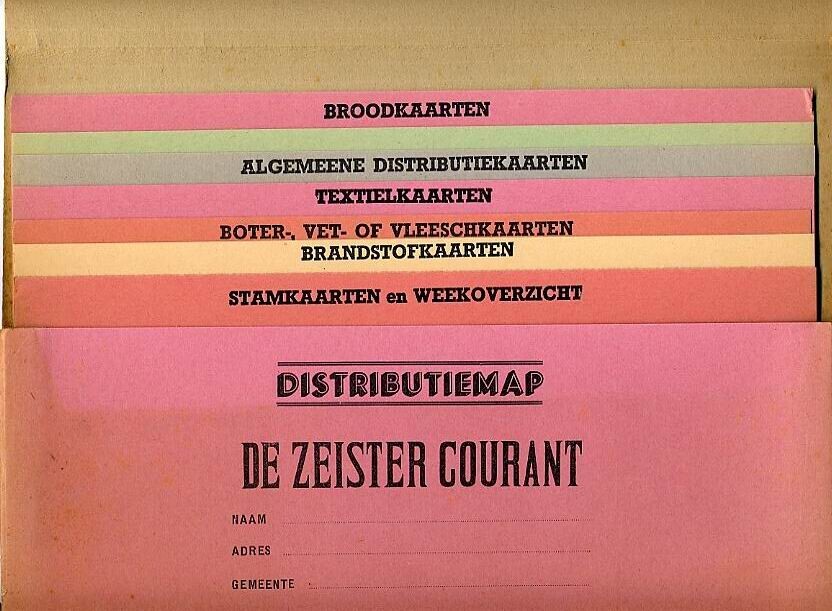 BROODKAARTEN
ALGEMEENE DISTRIBUTIEKAARTEN
TEXTIELKAARTEN
BOTER-, VET- OF VLEESCHKAARTEN
BRANDSTOFKAARTEN
STAMKAARTEN en WEEKOVERZICHT
DISTRIBUTIEMAP
DE ZEISTER COURANT
NAAM
ADRES
GEMEENTE